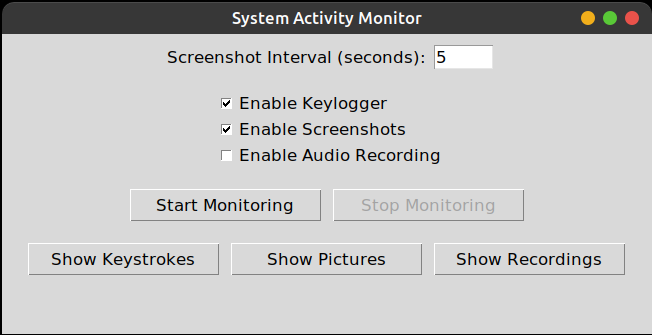 System Activity Monitor
Screenshot Interval (seconds): 5
Enable Keylogger
Enable Screenshots
Enable Audio Recording
Start Monitoring Stop Monitoring
Show Keystrokes Show Pictures Show Recordings